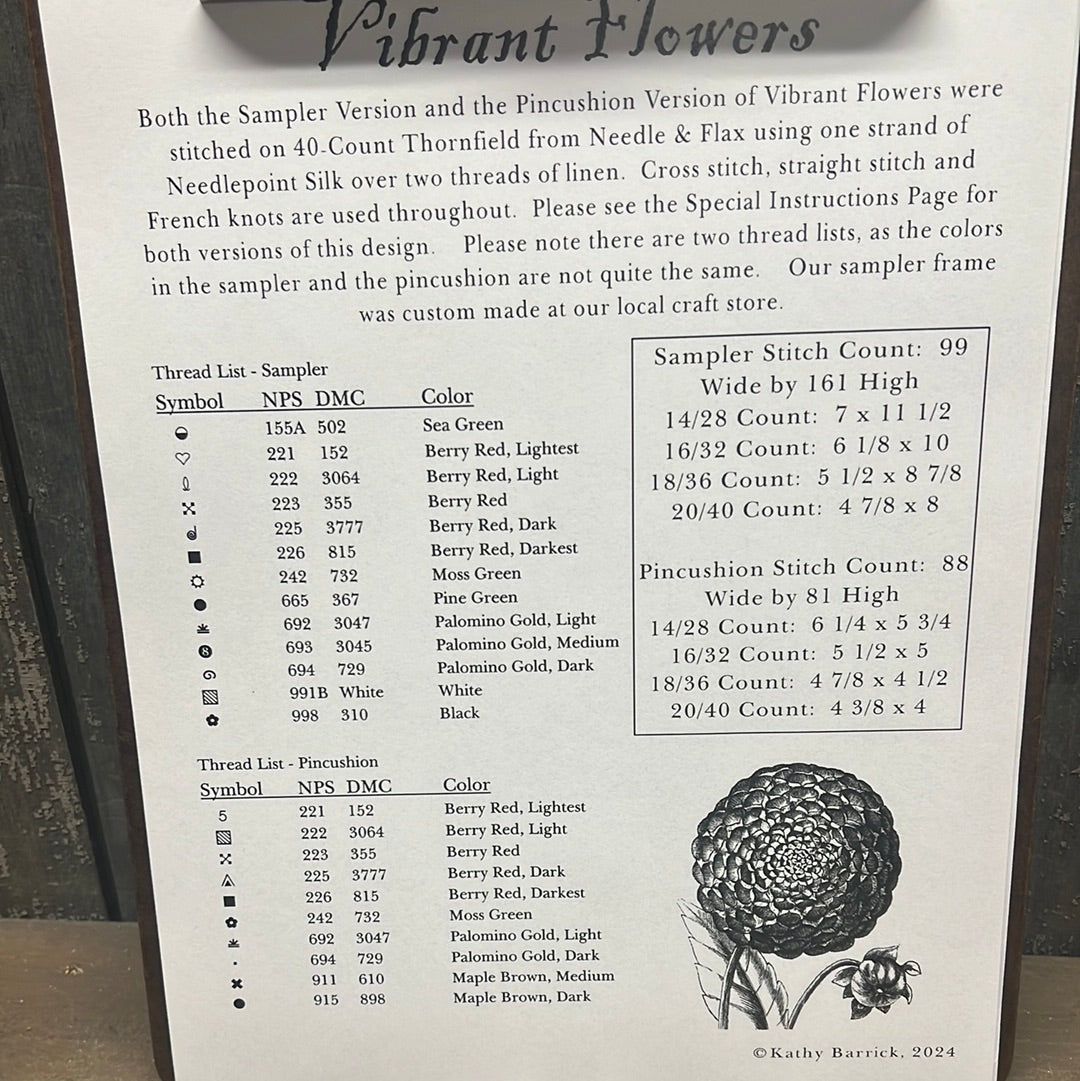 Vibrant Flowers
Both the Sampler Version and the Pincushion Version of Vibrant Flowers were
stitched on 40-Count Thornfield from Needle & Flax using one strand of
Needlepoint Silk over two threads of linen. Cross stitch, straight stitch and
French knots are used throughout. Please see the Special Instructions Page for
both versions of this design. Please note there are two thread lists, as the colors
in the sampler and the pincushion are not quite the same. Our sampler frame
was custom made at our local craft store.
Thread List - Sampler
Symbol NPS DMC Color
155A 502 Sea Green
221 152 Berry Red, Lightest
222 3064 Berry Red, Light
223 355 Berry Red
225 3777 Berry Red, Dark
226 815 Berry Red, Darkest
242 732 Moss Green
665 367 Pine Green
692 3047 Palomino Gold, Light
8 693 3045 Palomino Gold, Medium
694 729 Palomino Gold, Dark
991B White White
998 310 Black
Sampler Stitch Count: 99
Wide by 161 High
14/28 Count: 7 x 11 1/2
16/32 Count: 6 1/8 x 10
18/36 Count: 5 1/2 x 8 7/8
20/40 Count: 4 7/8 x 8
Pincushion Stitch Count: 88
Wide by 81 High
14/28 Count: 6 1/4 x 5 3/4
16/32 Count: 5 1/2 x 5
18/36 Count: 4 7/8 x 4 1/2
20/40 Count: 4 3/8 x 4
Thread List - Pincushion
Symbol NPS DMC Color
5 221 152 Berry Red, Lightest
222 3064 Berry Red, Light
223 355 Berry Red
225 3777 Berry Red, Dark
226 815 Berry Red, Darkest
242 732 Moss Green
692 3047 Palomino Gold, Light
694 729 Palomino Gold, Dark
911 610 Maple Brown, Medium
915 898 Maple Brown, Dark
©Kathy Barrick, 2024